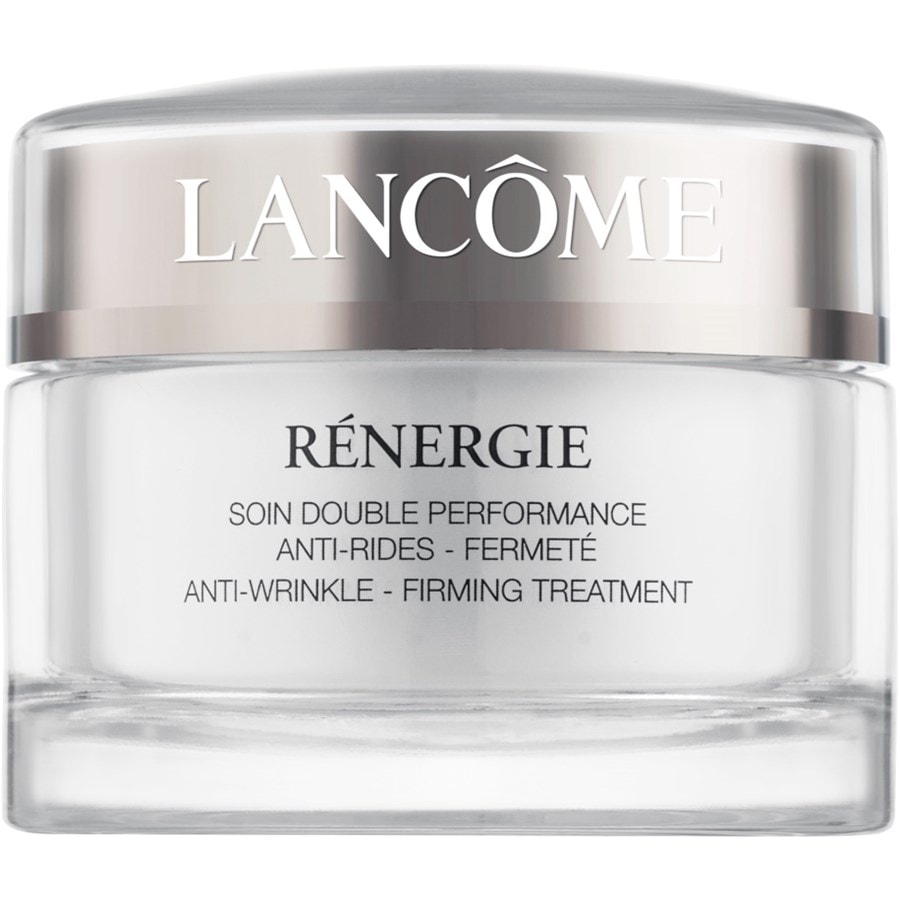 LANCÔME
RÉNERGIE
SOIN DOUBLE PERFORMANCE
ANTI-RIDES - FERMETÉ
ANTI-WRINKLE - FIRMING TREATMENT